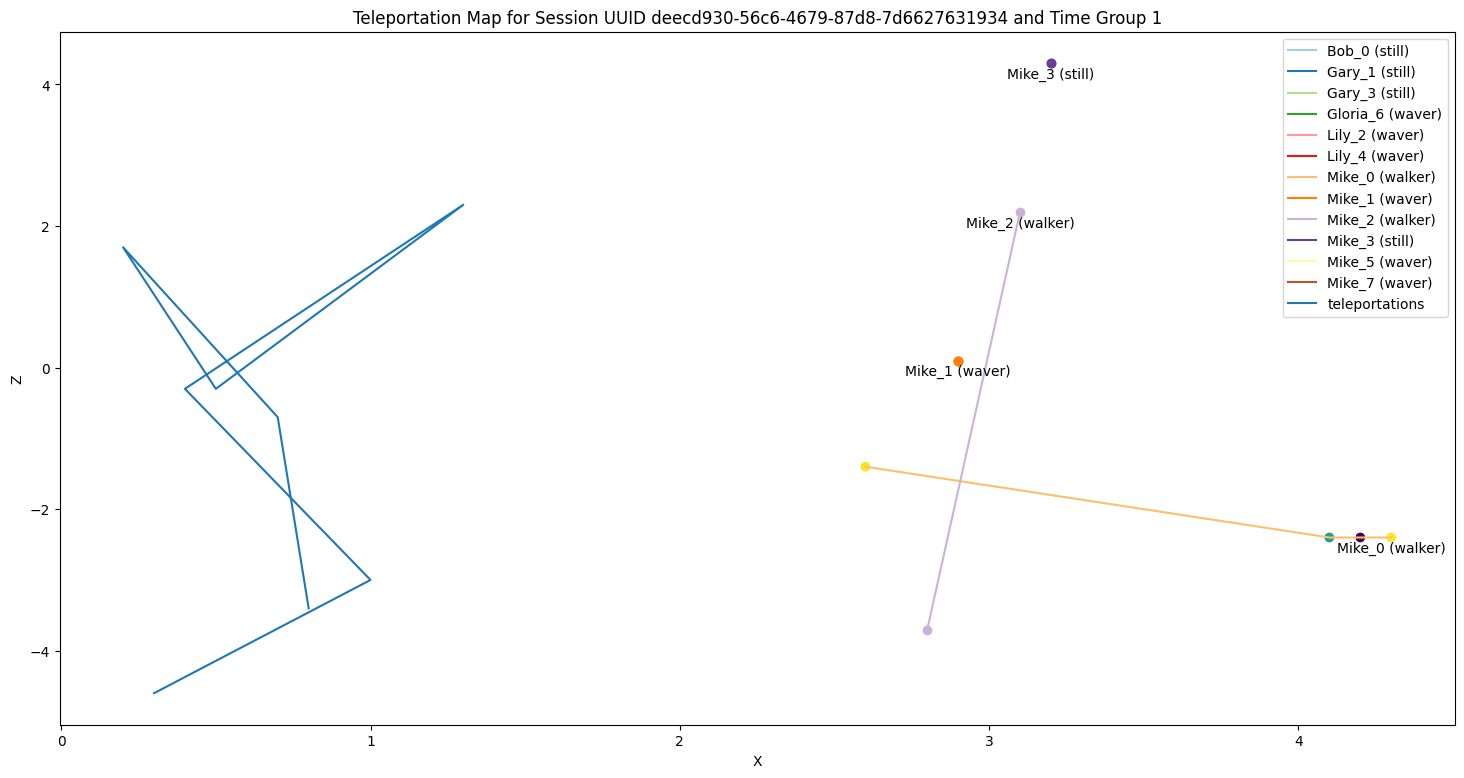 Teleportation Map for Session UUID deecd930-56c6-4679-87d8-7d6627631934 and Time Group 1
Bob_0 (still)
Gary_1 (still)
Gary_3 (still)
Gloria_6 (waver)
Lily_2 (waver)
Lily_4 (waver)
Mike_0 (walker)
Mike_1 (waver)
Mike_2 (walker)
Mike_3 (still)
Mike_5 (waver)
Mike_7 (waver)
teleportations
Mike_3 (still)
Mike_2 (walker)
Mike_1 (waver)
Mike_0 (walker)
4
2
0
−2
−4
Z
0
1
2
3
4
X